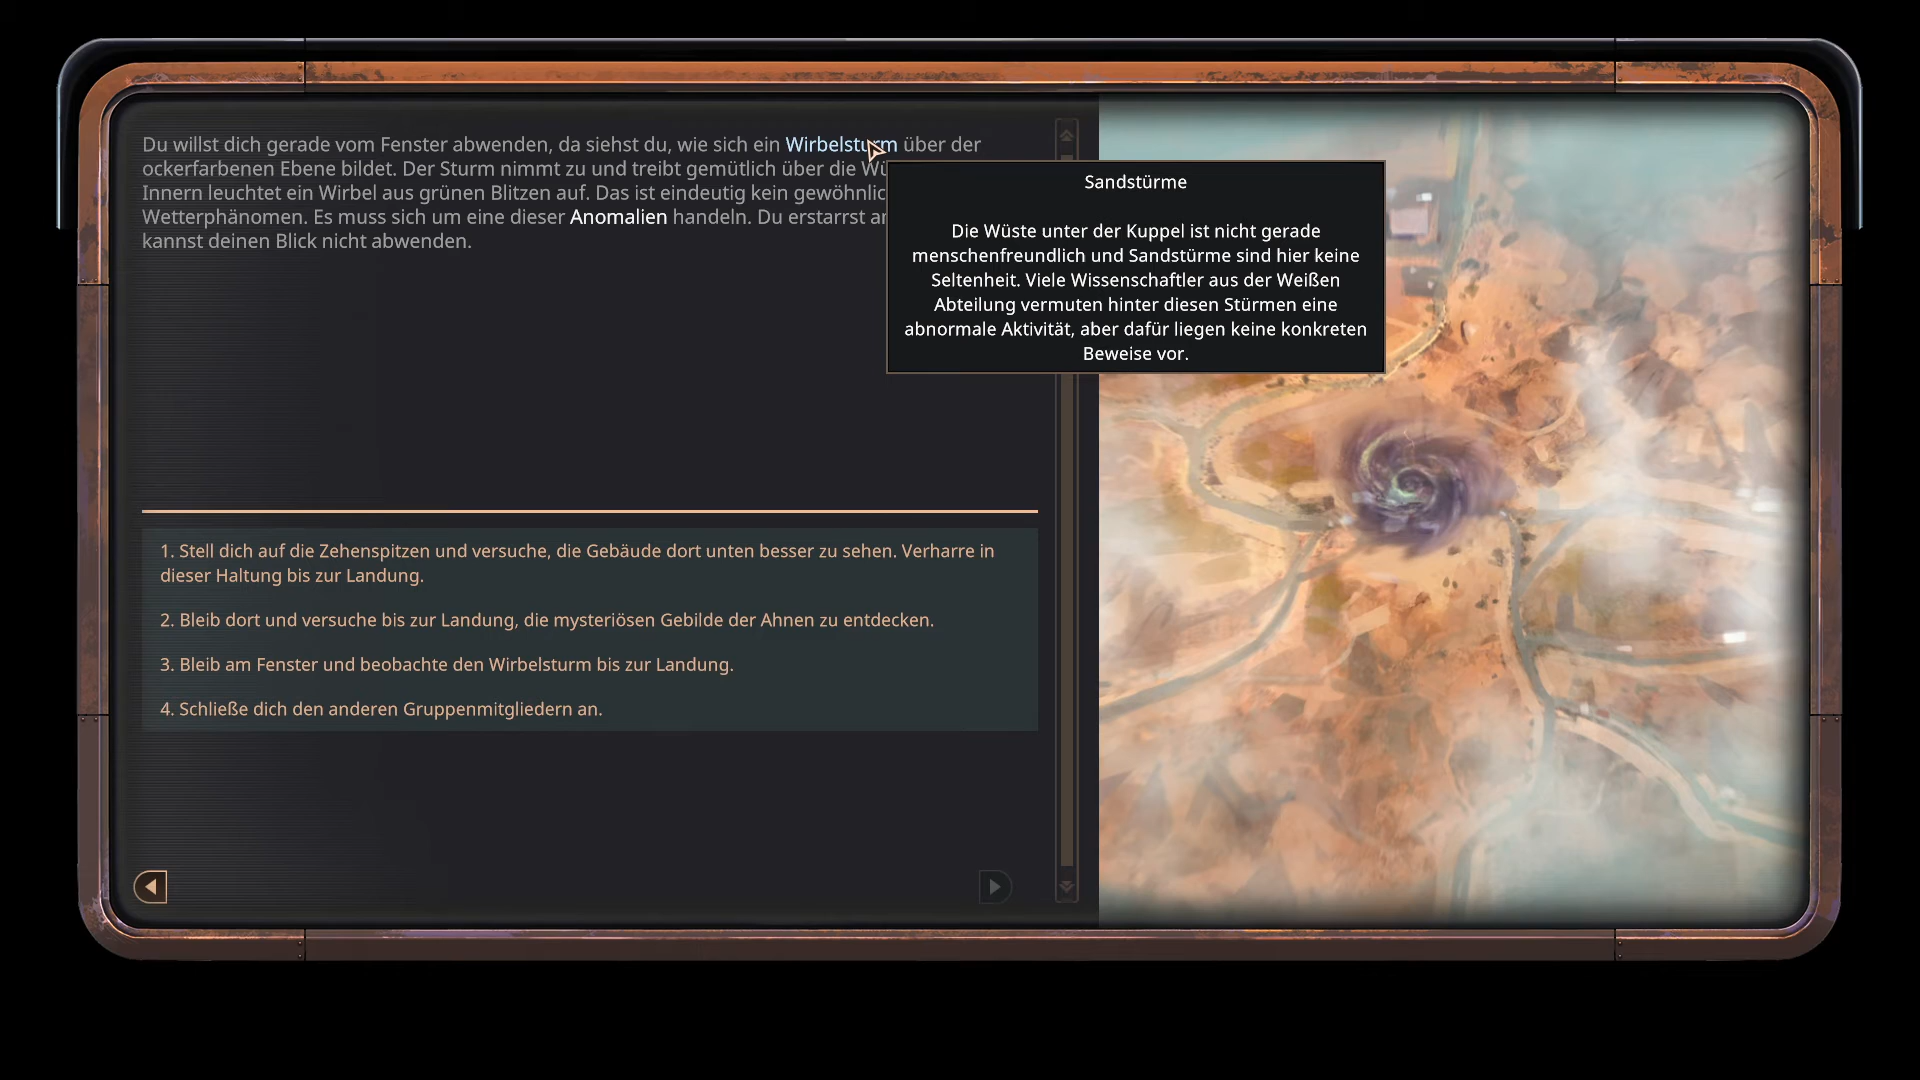 Du willst dich gerade vom Fenster abwenden, da siehst du, wie sich ein Wirbelsturm über der
ockerfarbenen Ebene bildet. Der Sturm nimmt zu und treibt gemütlich über die
Innern leuchtet ein Wirbel aus grünen Blitzen auf. Das ist eindeutig kein
Wetterphänomen. Es muss sich um eine dieser Anomalien handeln. Du erstarrst
kannst deinen Blick nicht abwenden.
Sandstürme
Die Wüste unter der Kuppel ist nicht gerade
menschenfreundlich und Sandstürme sind hier keine
Seltenheit. Viele Wissenschaftler aus der Weißen
Abteilung vermuten hinter diesen Stürmen eine
abnormale Aktivität, aber dafür liegen keine konkreten
Beweise vor.
1. Stell dich auf die Zehenspitzen und versuche, die Gebäude dort unten besser zu sehen. Verharre in
dieser Haltung bis zur Landung.
2. Bleib dort und versuche bis zur Landung, die mysteriösen Gebilde der Ahnen zu entdecken.
3. Bleib am Fenster und beobachte den Wirbelsturm bis zur Landung.
4. Schließe dich den anderen Gruppenmitgliedern an.